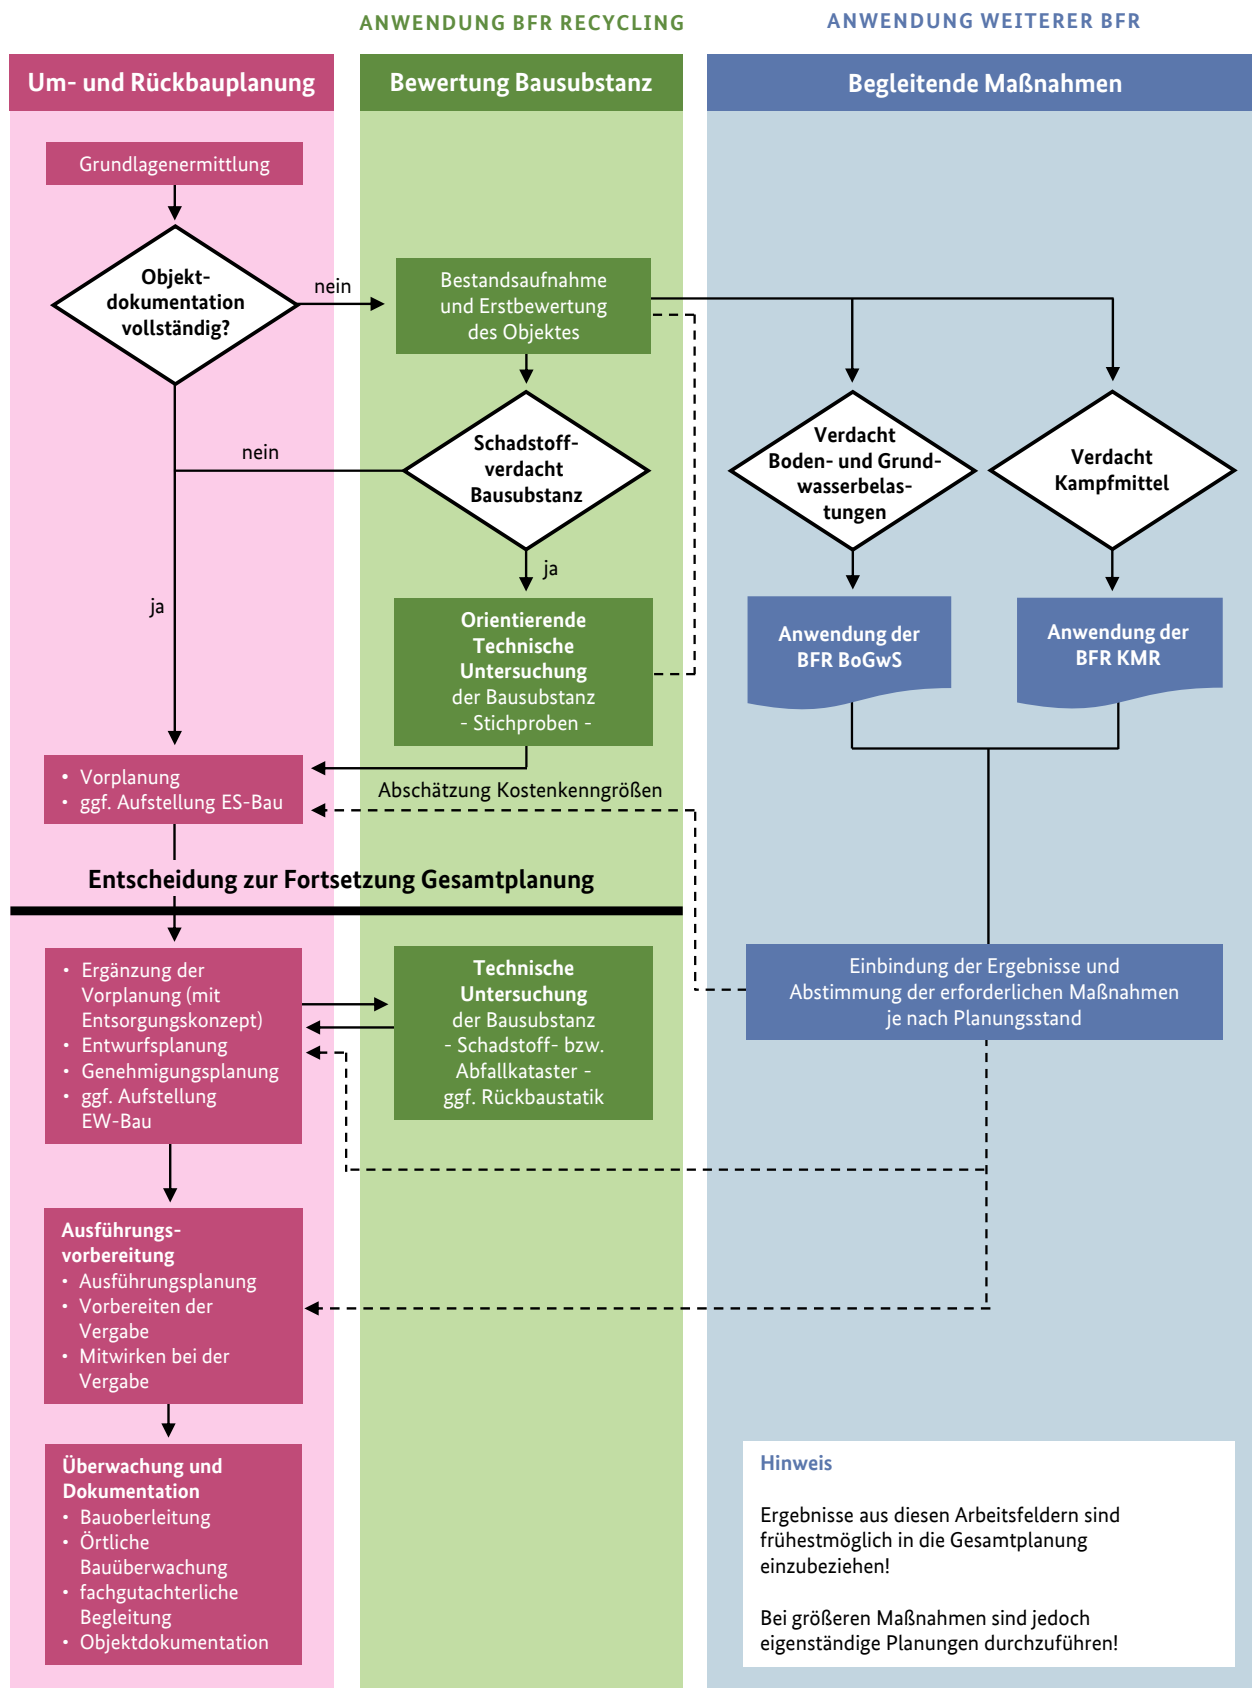 ANWENDUNG BFR RECYCLING
ANWENDUNG WEITERER BFR
Um- und Rückbauplanung
Bewertung Bausubstanz
Begleitende Maßnahmen
Grundlagenermittlung
Objekt-
dokumentation
vollständig?
nein
Bestandsaufnahme
und Erstbewertung
des Objektes
nein
Schadstoff-
verdacht
Bausubstanz
Verdacht
Boden- und Grund-
wasserbelas-
tungen
Verdacht
Kampfmittel
ja
ja
Orientierende
Technische
Untersuchung
der Bausubstanz
- Stichproben -
Anwendung der
BFR BoGwS
Anwendung der
BFR KMR
• Vorplanung
• ggf. Aufstellung ES-Bau
Abschätzung Kostenkenngrößen
Entscheidung zur Fortsetzung Gesamtplanung
• Ergänzung der
Vorplanung (mit
Entsorgungskonzept)
• Entwurfsplanung
• Genehmigungsplanung
• ggf. Aufstellung
EW-Bau
Technische
Untersuchung
der Bausubstanz
- Schadstoff- bzw.
Abfallkataster -
ggf. Rückbaustatik
Einbindung der Ergebnisse und
Abstimmung der erforderlichen Maßnahmen
je nach Planungsstand
Ausführungs-
vorbereitung
• Ausführungsplanung
• Vorbereiten der
Vergabe
• Mitwirken bei der
Vergabe
Überwachung und
Dokumentation
• Bauoberleitung
• Örtliche
Bauüberwachung
• fachgutachterliche
Begleitung
• Objektdokumentation
Hinweis
Ergebnisse aus diesen Arbeitsfeldern sind
frühestmöglich in die Gesamtplanung
einzubeziehen!
Bei größeren Maßnahmen sind jedoch
eigenständige Planungen durchzuführen!